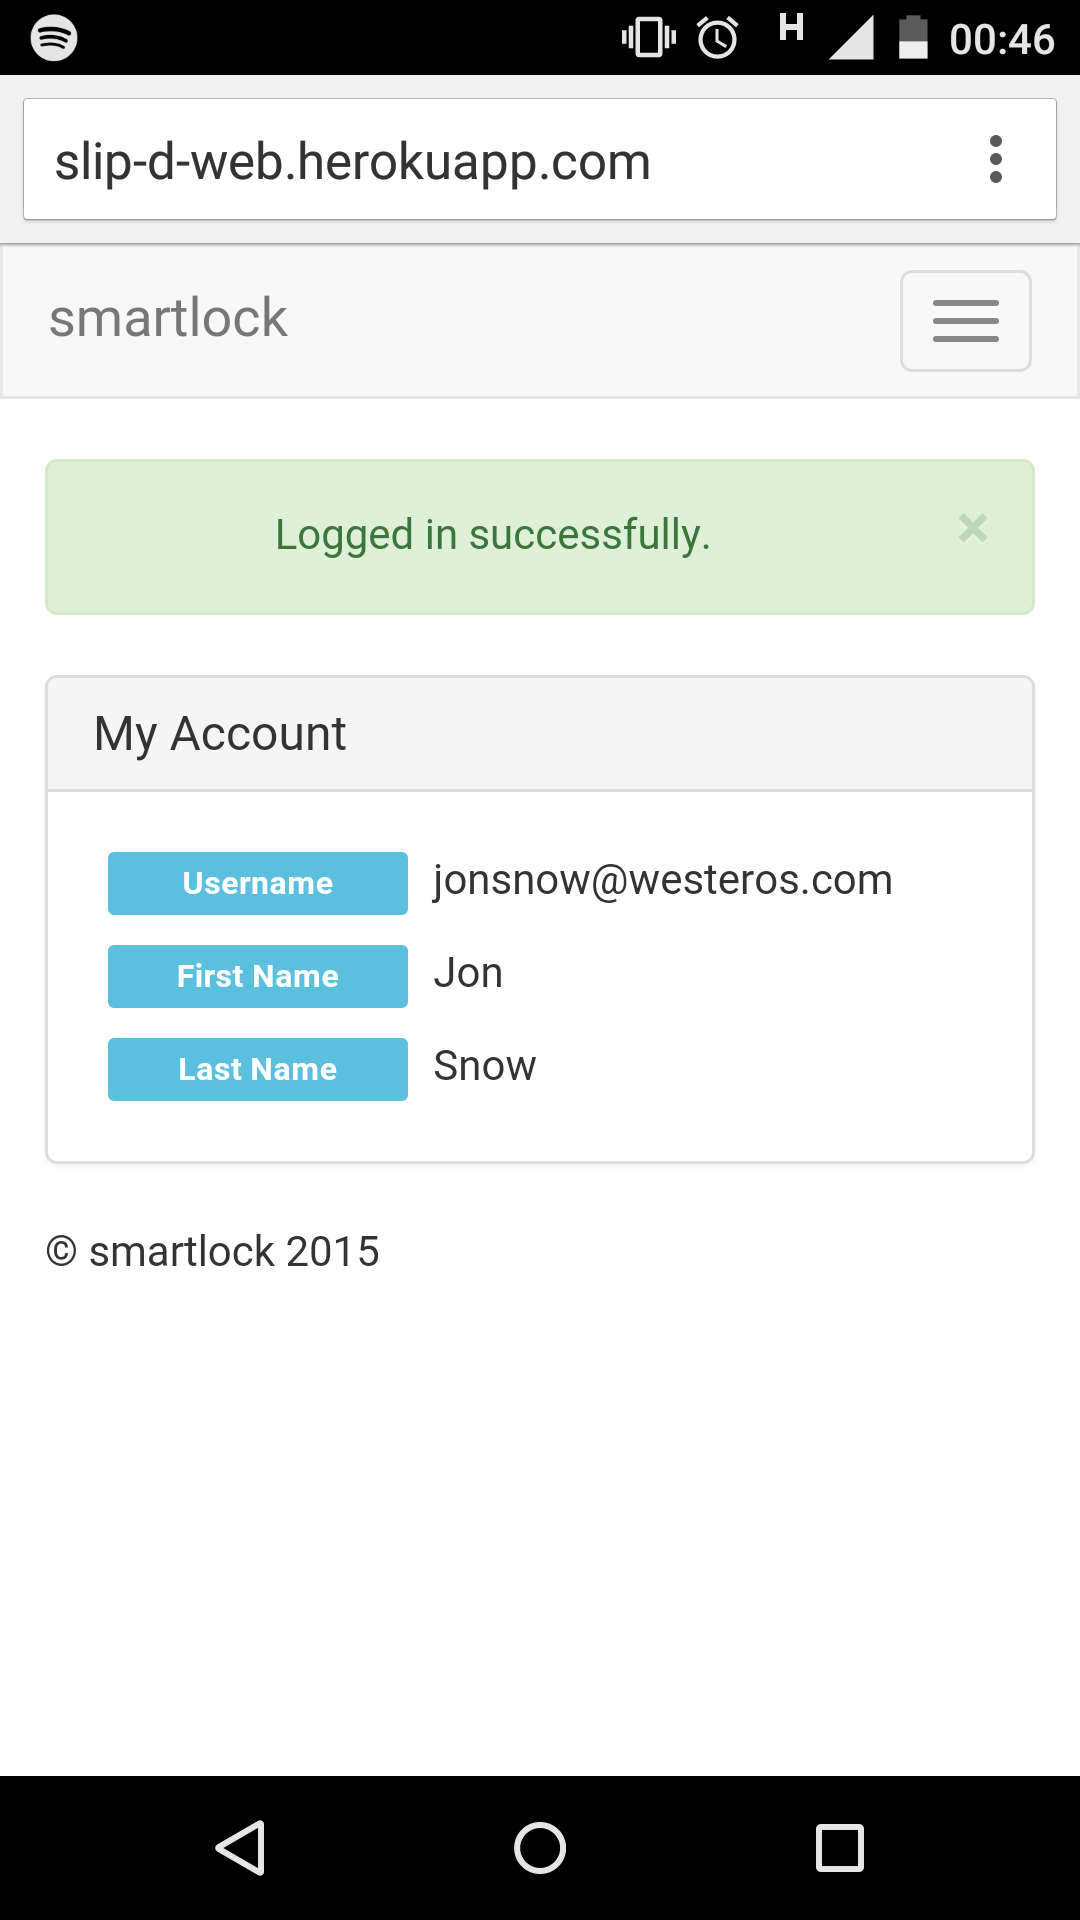 H 00:46
slip-d-web.herokuapp.com
smartlock
Logged in successfully. ×
My Account
Username jonsnow@westeros.com
First Name Jon
Last Name Snow
© smartlock 2015